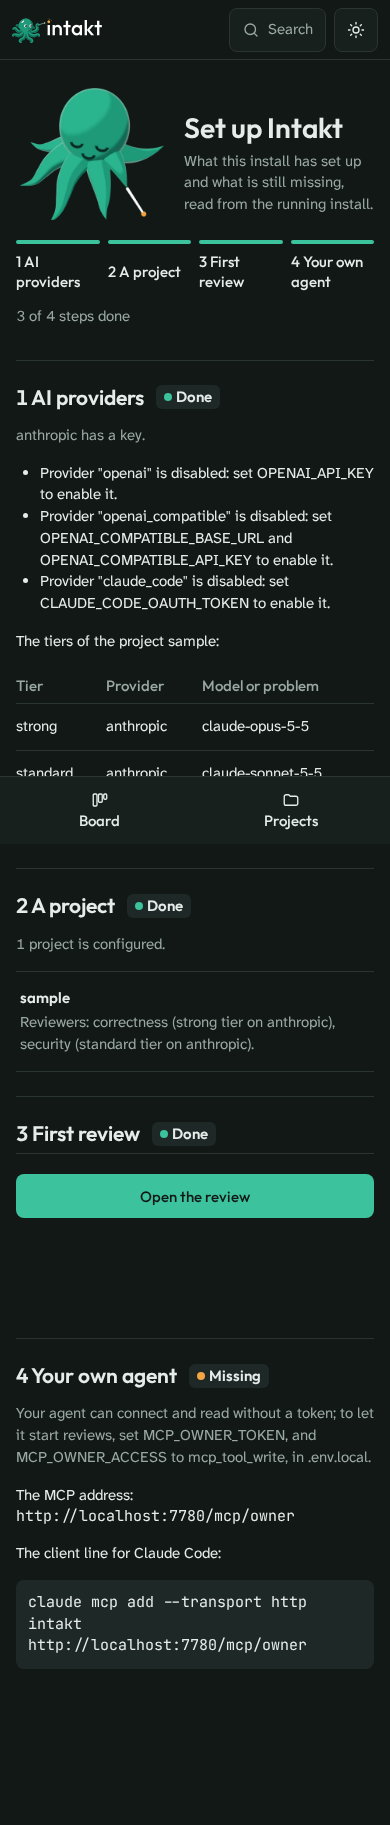 intakt
Search
Set up Intakt
What this install has set up
and what is still missing,
read from the running install.
1 AI
providers
2 A project
3 First
review
4 Your own
agent
3 of 4 steps done
1 AI providers
Done
anthropic has a key.
Provider "openai" is disabled: set OPENAI_API_KEY
to enable it.
Provider "openai_compatible" is disabled: set
OPENAI_COMPATIBLE_BASE_URL and
OPENAI_COMPATIBLE_API_KEY to enable it.
Provider "claude_code" is disabled: set
CLAUDE_CODE_OAUTH_TOKEN to enable it.
The tiers of the project sample:
Tier Provider Model or problem
strong anthropic claude-opus-5-5
standard anthropic claude-sonnet-5-5
Board
Projects
2 A project
Done
1 project is configured.
sample
Reviewers: correctness (strong tier on anthropic),
security (standard tier on anthropic).
3 First review
Done
Open the review
4 Your own agent
Missing
Your agent can connect and read without a token; to let
it start reviews, set MCP_OWNER_TOKEN, and
MCP_OWNER_ACCESS to mcp_tool_write, in .env.local.
The MCP address:
http://localhost:7780/mcp/owner
The client line for Claude Code:
claude mcp add --transport http
intakt
http://localhost:7780/mcp/owner